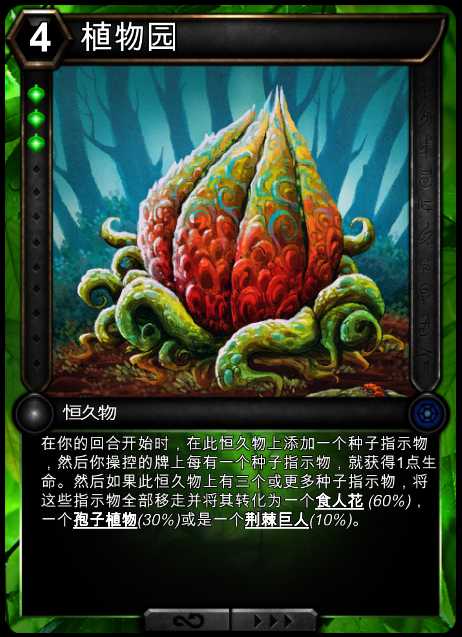 4
植物园
恒久物
在你的回合开始时，在此恒久物上添加一个种子指示物
，然后你操控的牌上每有一个种子指示物，就获得1点生
命。然后如果此恒久物上有三个或更多种子指示物，将
这些指示物全部移走并将其转化为一个食人花 (60%)，
一个孢子植物(30%)或是一个荆棘巨人(10%)。